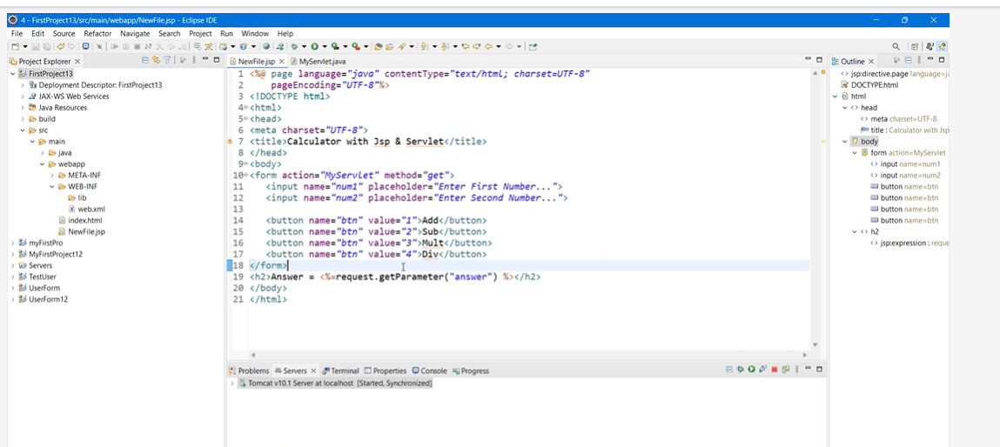 4 - FirstProject13/src/main/webapp/NewFile.jsp - Eclipse IDE
File Edit Source Refactor Navigate Search Project Run Window Help
Project Explorer
FirstProject13
Deployment Descriptor: FirstProject13
JAX-WS Web Services
Java Resources
build
src
main
java
webapp
META-INF
WEB-INF
lib
web.xml
index.html
NewFile.jsp
myFirstPro
MyFirstProject12
Servers
TestUser
UserForm
UserForm12
NewFile.jsp MyServlet.java
1 <%@ page language="java" contentType="text/html; charset=UTF-8"
2 pageEncoding="UTF-8"%>
3 <!DOCTYPE html>
4 <html>
5 <head>
6 <meta charset="UTF-8">
7 <title>Calculator with Jsp & Servlet</title>
8 </head>
9 <body>
10 <form action="MyServlet" method="get">
11 <input name="num1" placeholder="Enter First Number...">
12 <input name="num2" placeholder="Enter Second Number...">
13
14 <button name="btn" value="1">Add</button>
15 <button name="btn" value="2">Sub</button>
16 <button name="btn" value="3">Mult</button>
17 <button name="btn" value="4">Div</button>
18 </form>
19 <h2>Answer = <%=request.getParameter("answer") %></h2>
20 </body>
21 </html>
Problems Servers Terminal Properties Console Progress
Tomcat v10.1 Server at localhost [Started, Synchronized]
Outline
jsp:directive.page language=ja
DOCTYPE:html
html
head
meta charset=UTF-8
title : Calculator with Jsp
body
form action=MyServlet
input name=num1
input name=num2
button name=btn
button name=btn
button name=btn
button name=btn
h2
jsp:expression : reque